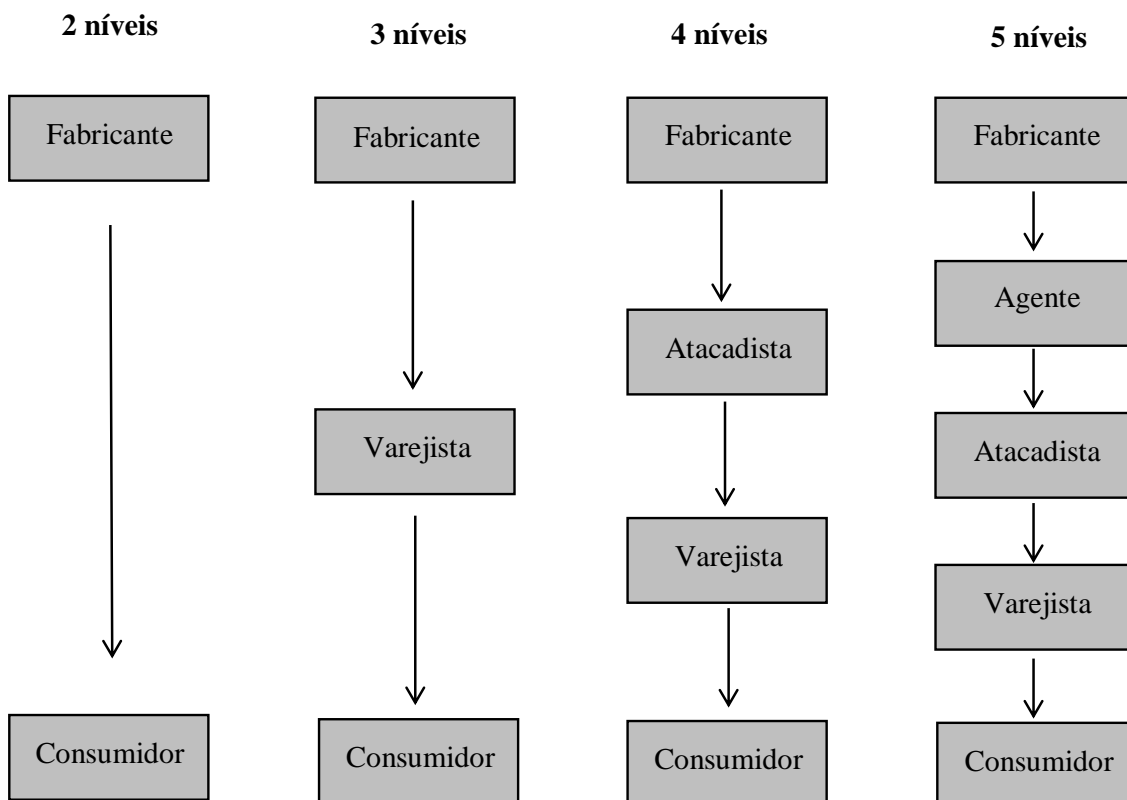 2 níveis
Fabricante
Consumidor
3 níveis
Fabricante
Varejista
Consumidor
4 níveis
Fabricante
Atacadista
Varejista
Consumidor
5 níveis
Fabricante
Agente
Atacadista
Varejista
Consumidor